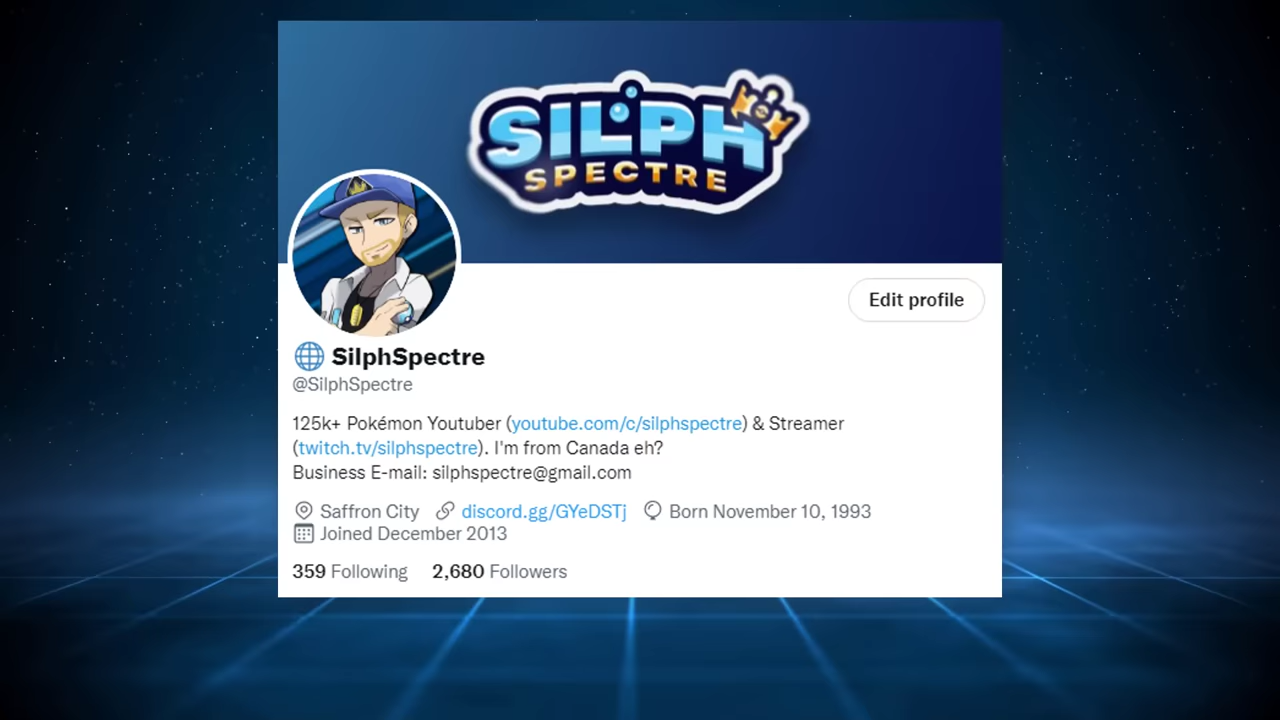 SILPH
SPECTRE
Edit profile
SilphSpectre
@SilphSpectre
125k+ Pokémon Youtuber (youtube.com/c/silphspectre) & Streamer
(twitch.tv/silphspectre). I'm from Canada eh?
Business E-mail: silphspectre@gmail.com
Saffron City discord.gg/GYeDSTj Born November 10, 1993
Joined December 2013
359 Following 2,680 Followers